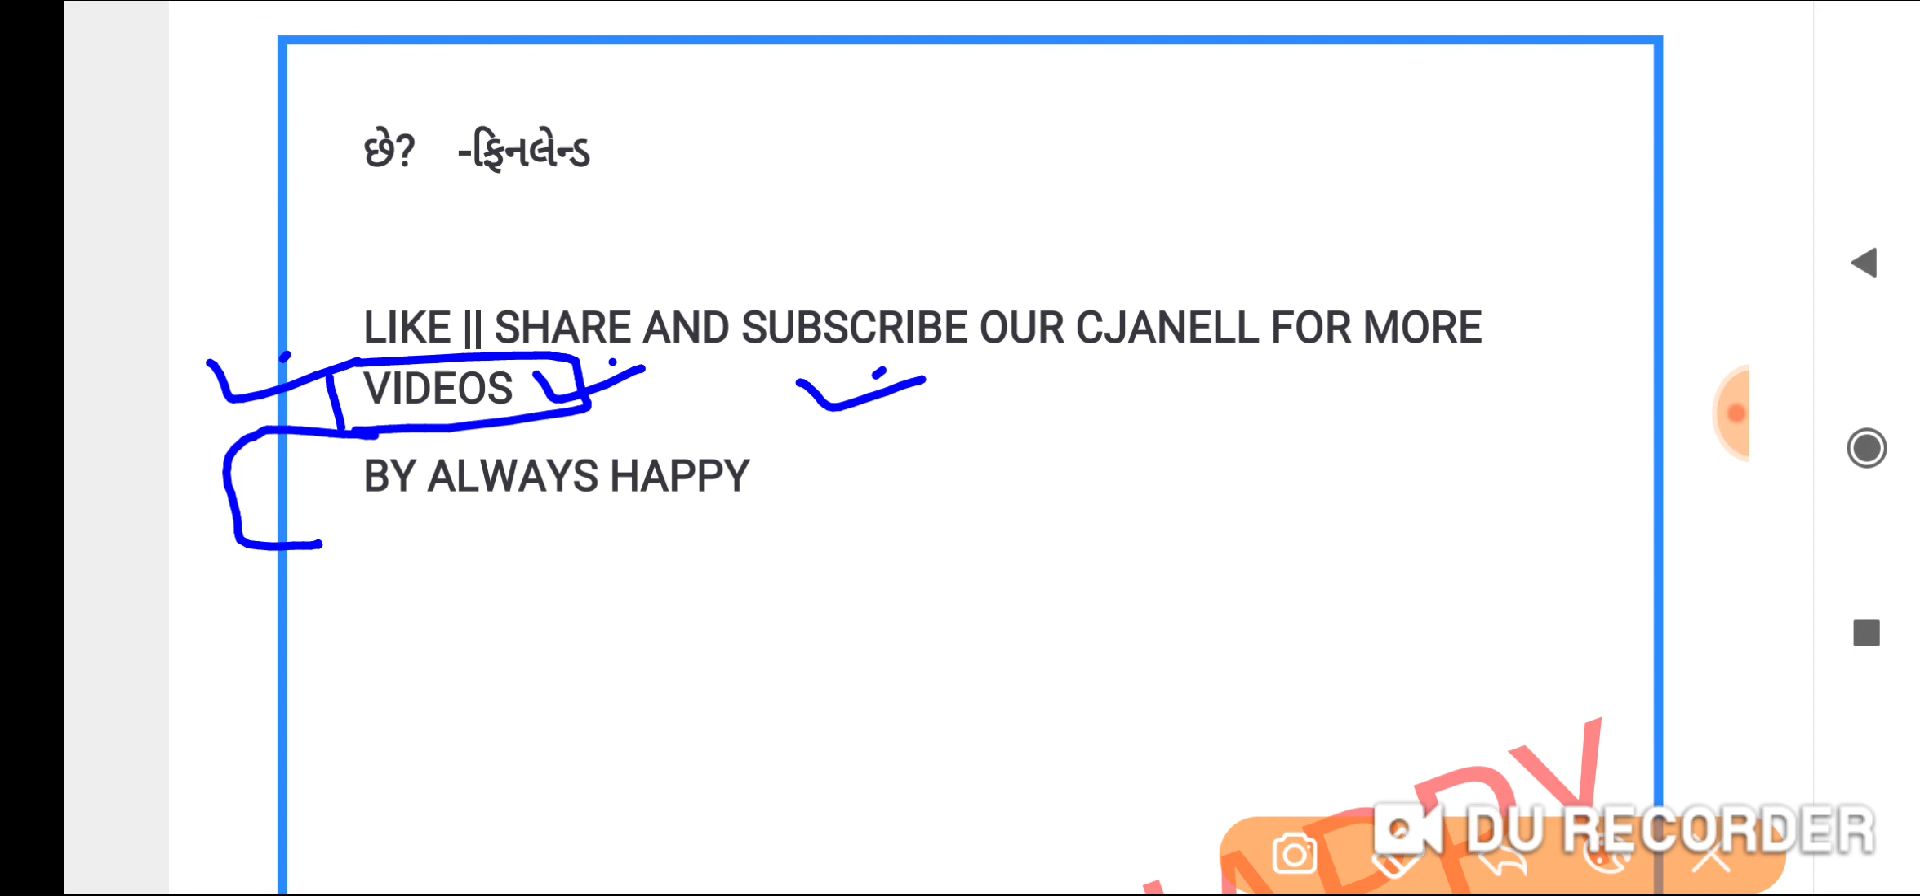 છે? -ફિનલેન્ડ
LIKE || SHARE AND SUBSCRIBE OUR CJANELL FOR MORE
VIDEOS
BY ALWAYS HAPPY
DU RECORDER